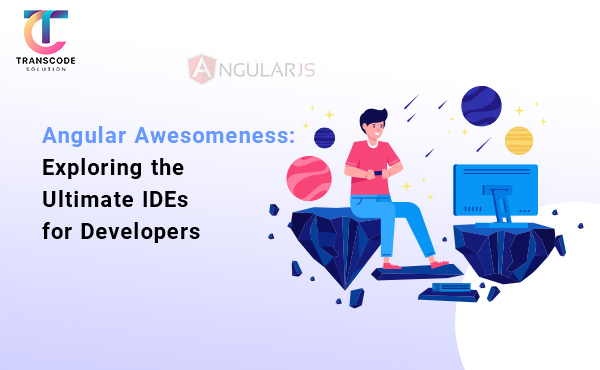 TRANSCODE
SOLUTION
ANGULARJS
Angular Awesomeness:
Exploring the
Ultimate IDEs
for Developers